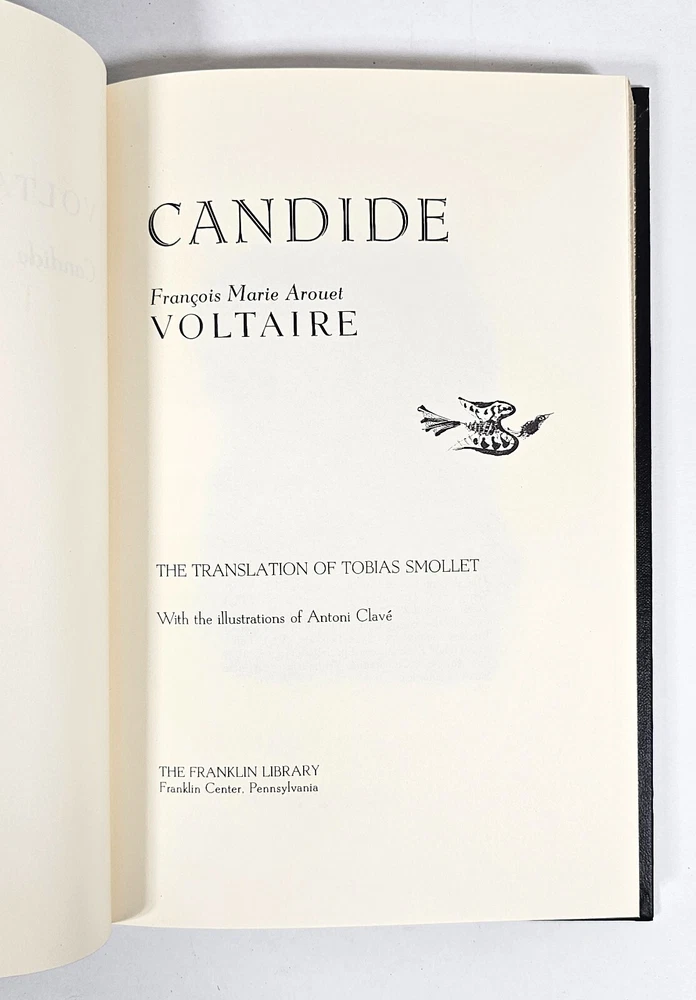 CANDIDE
François Marie Arouet
VOLTAIRE
THE TRANSLATION OF TOBIAS SMOLLET
With the illustrations of Antoni Clavé
THE FRANKLIN LIBRARY
Franklin Center, Pennsylvania